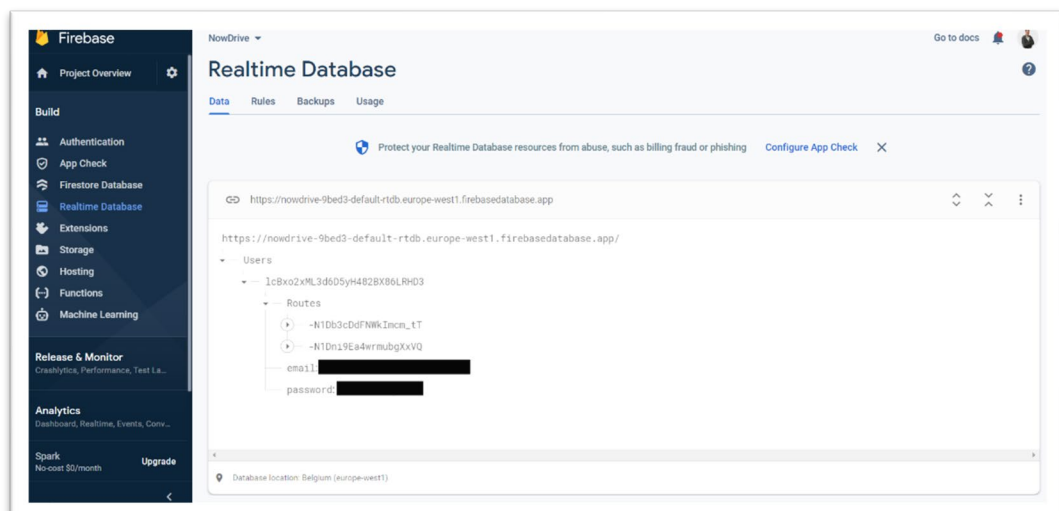 Firebase
NowDrive
Go to docs
Project Overview
Realtime Database
Data Rules Backups Usage
Build
Protect your Realtime Database resources from abuse, such as billing fraud or phishing Configure App Check
Authentication
App Check
Firestore Database
Realtime Database
Extensions
Storage
Hosting
Functions
Machine Learning
https://nowdrive-9bed3-default-rtdb.europe-west1.firebasedatabase.app
https://nowdrive-9bed3-default-rtdb.europe-west1.firebasedatabase.app/
Users
lcBxo2xML3d6D5yH482BX86LRHD3
Routes
-N1Db3cDdFNWkImcm_tT
-N1Dni9Ea4wrmubgXxVQ
email:
password:
Release & Monitor
Crashlytics, Performance, Test La...
Analytics
Dashboard, Realtime, Events, Conv...
Spark
No-cost $0/month
Upgrade
Database location: Belgium (europe-west1)